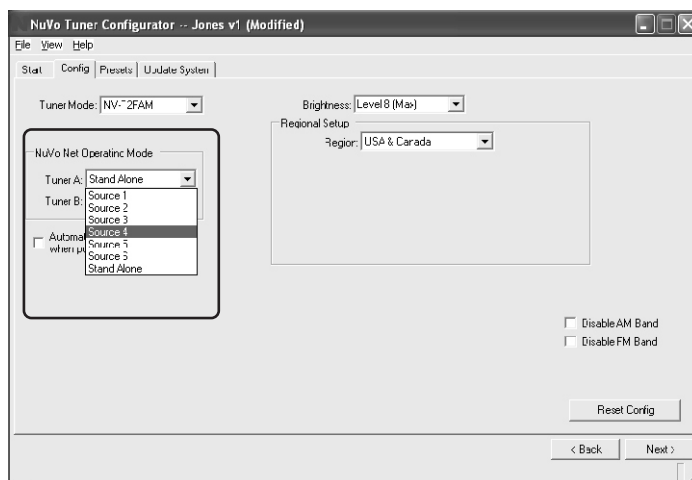 NuVo Tuner Configurator -- Jones v1 (Modified)
File View Help
Start Config Presets Update System
Tuner Mode: NV-T2FAM
Brightness: Level 8 (Max)
Regional Setup
Region: USA & Canada
NuVo Net Operating Mode
Tuner A: Stand Alone
Tuner B:
Source 1
Source 2
Source 3
Source 4
Source 5
Source 6
Stand Alone
when
Disable AM Band
Disable FM Band
Reset Config
< Back Next >